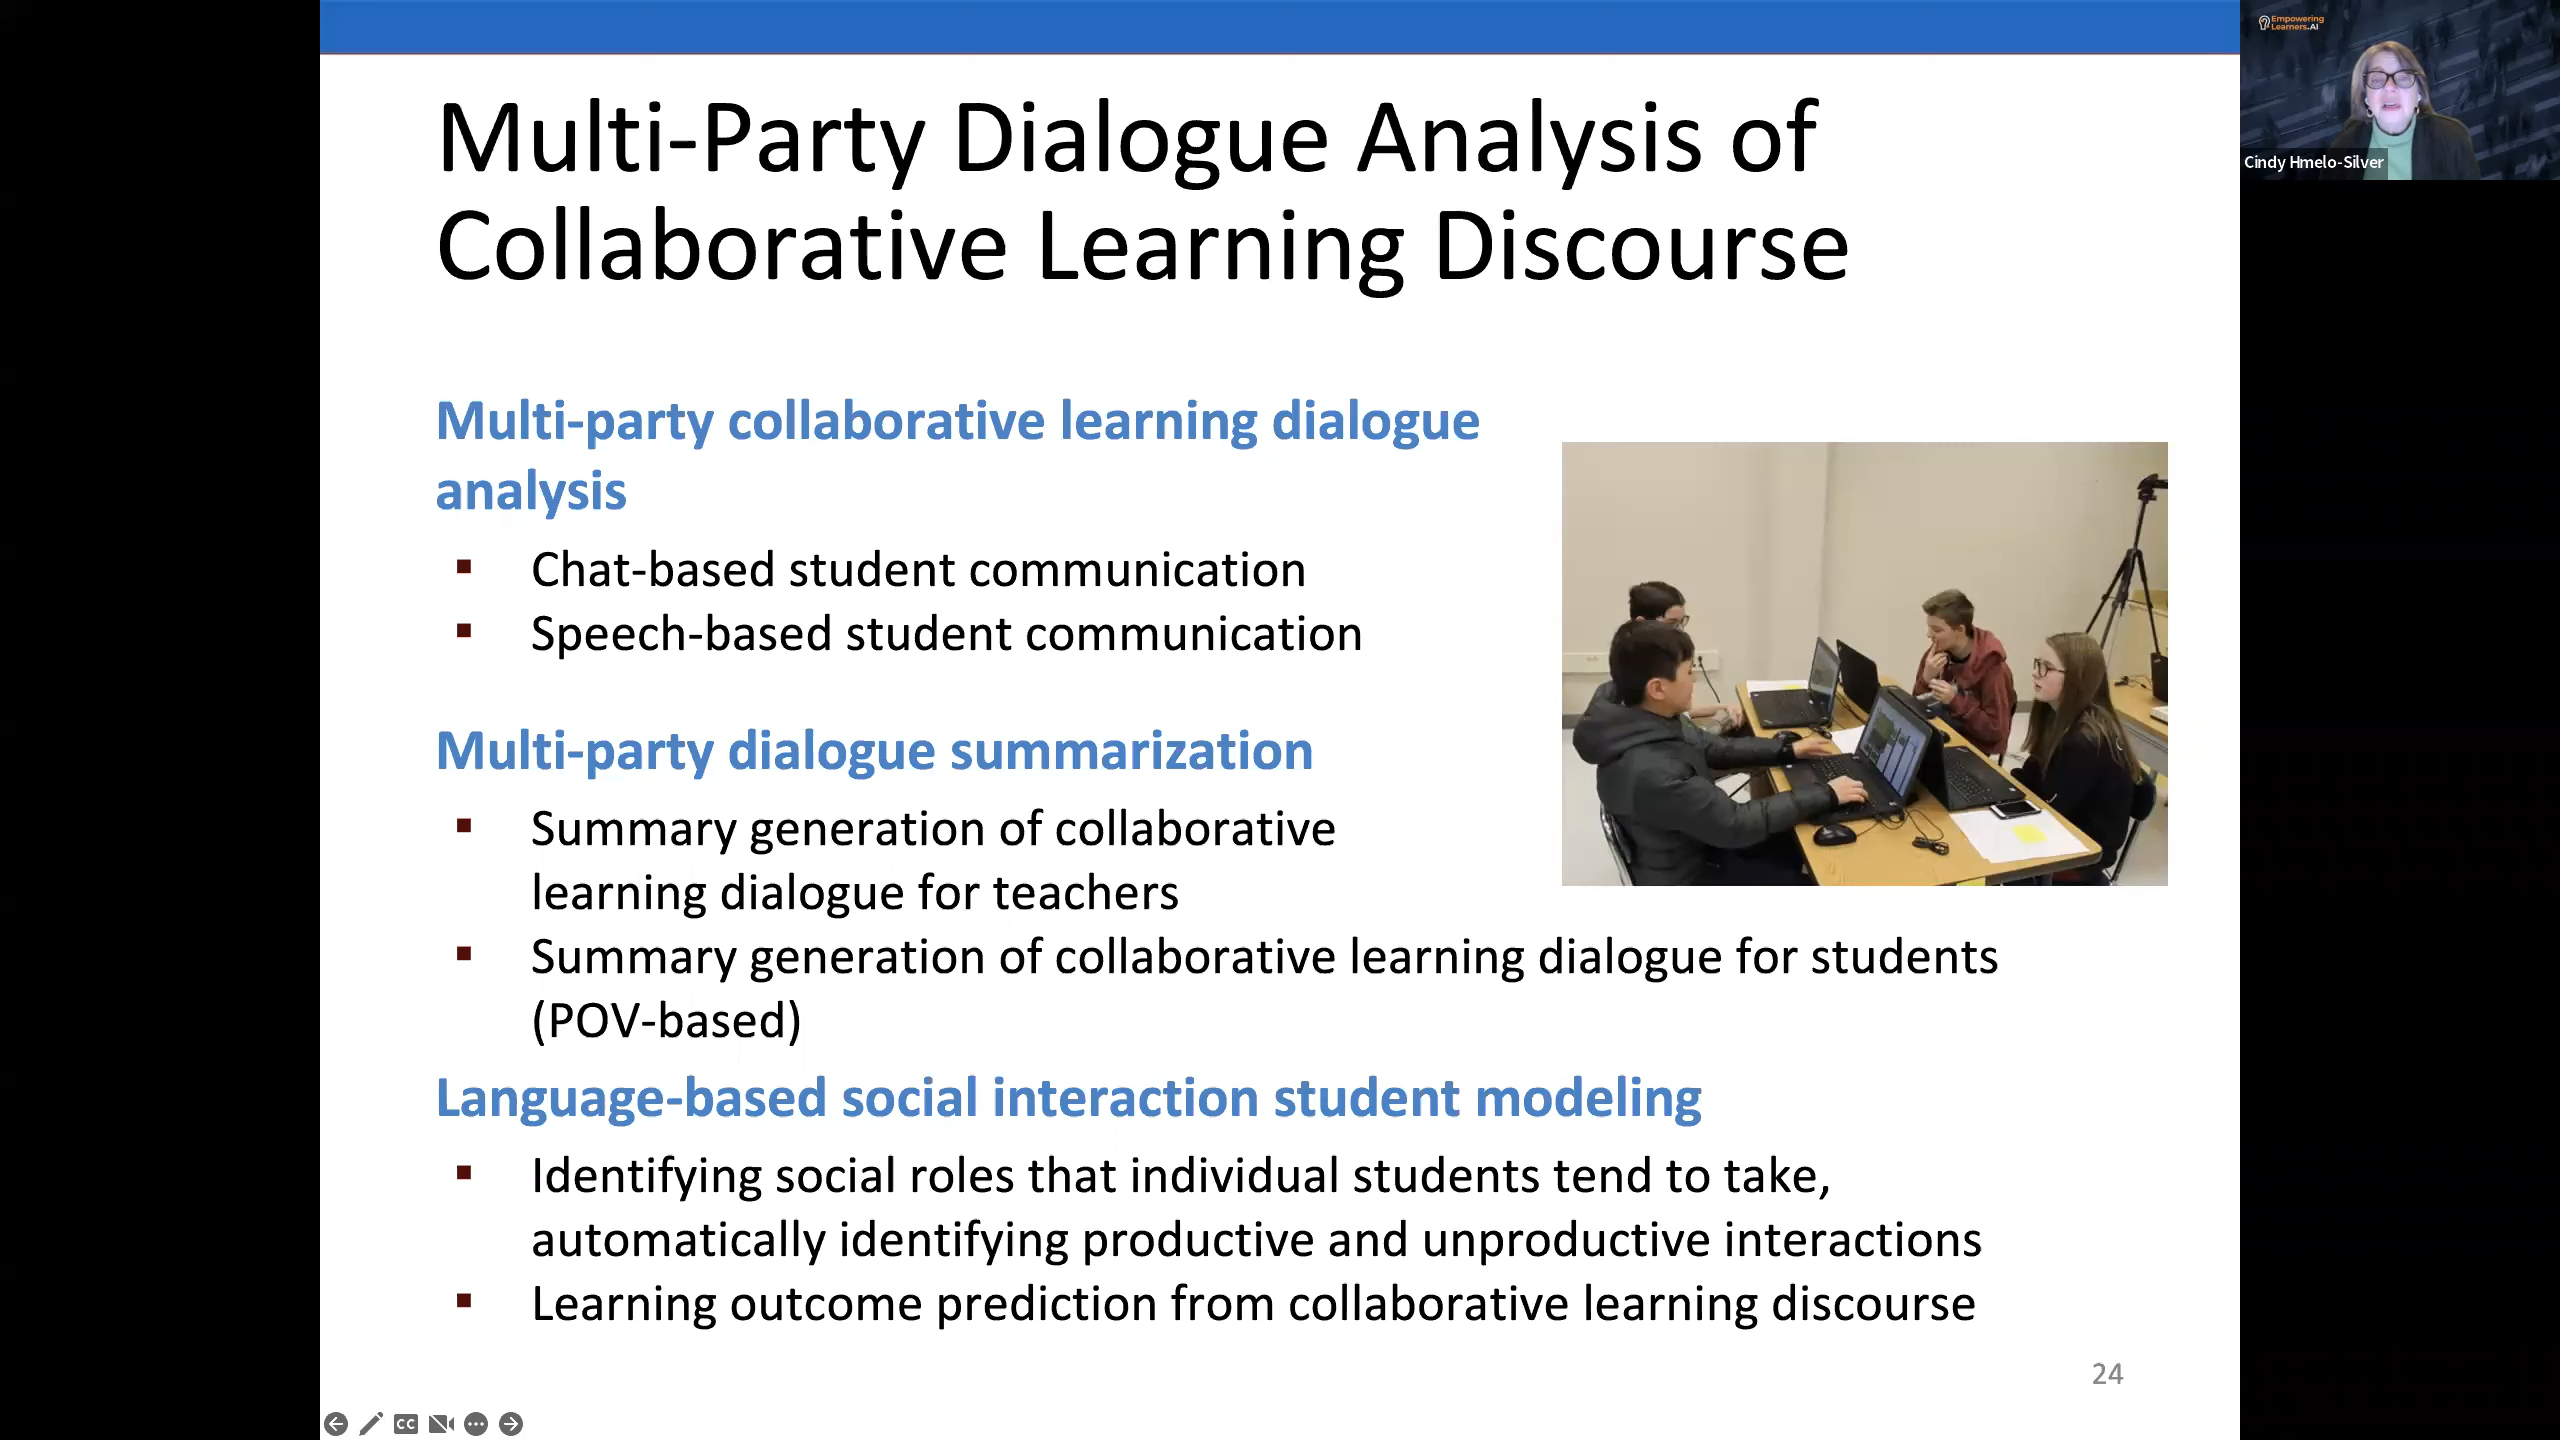 Multi-Party Dialogue Analysis of
Collaborative Learning Discourse
Multi-party collaborative learning dialogue
analysis
Chat-based student communication
Speech-based student communication
Multi-party dialogue summarization
Summary generation of collaborative
learning dialogue for teachers
Summary generation of collaborative learning dialogue for students
(POV-based)
Language-based social interaction student modeling
Identifying social roles that individual students tend to take,
automatically identifying productive and unproductive interactions
Learning outcome prediction from collaborative learning discourse
24
CC
Empowering
Learners.AI
Cindy Hmelo-Silver